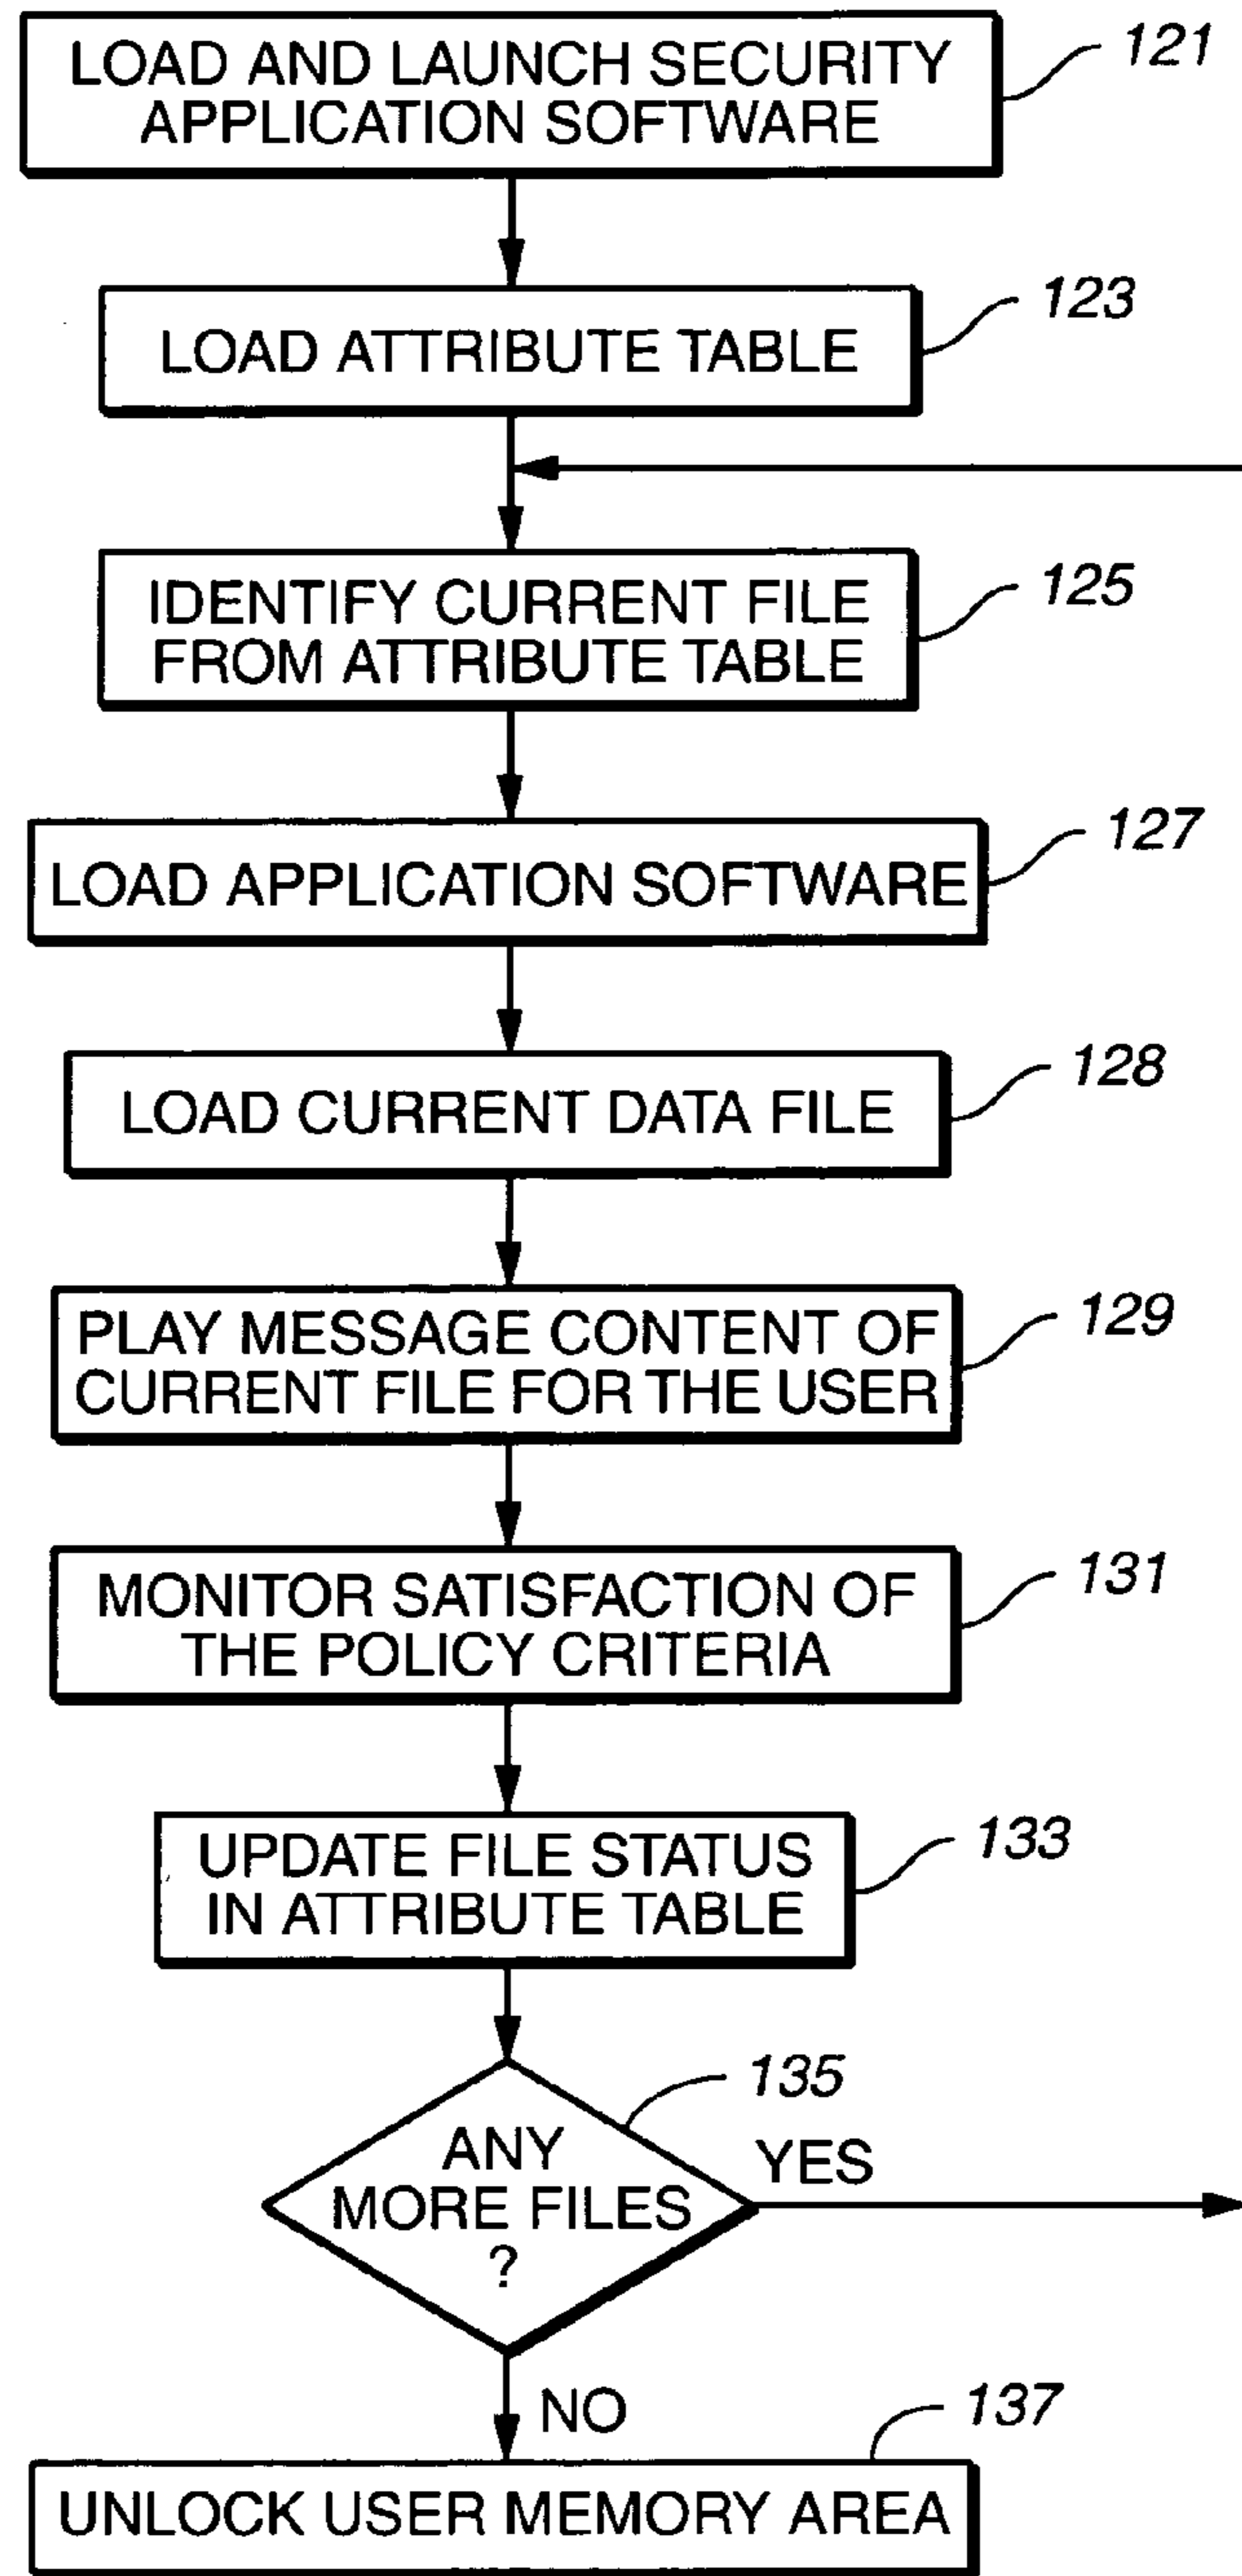 LOAD AND LAUNCH SECURITY
APPLICATION SOFTWARE
121
LOAD ATTRIBUTE TABLE
123
IDENTIFY CURRENT FILE
FROM ATTRIBUTE TABLE
125
LOAD APPLICATION SOFTWARE
127
LOAD CURRENT DATA FILE
128
PLAY MESSAGE CONTENT OF
CURRENT FILE FOR THE USER
129
MONITOR SATISFACTION OF
THE POLICY CRITERIA
131
UPDATE FILE STATUS
IN ATTRIBUTE TABLE
133
ANY
MORE FILES
?
135
YES
NO
UNLOCK USER MEMORY AREA
137